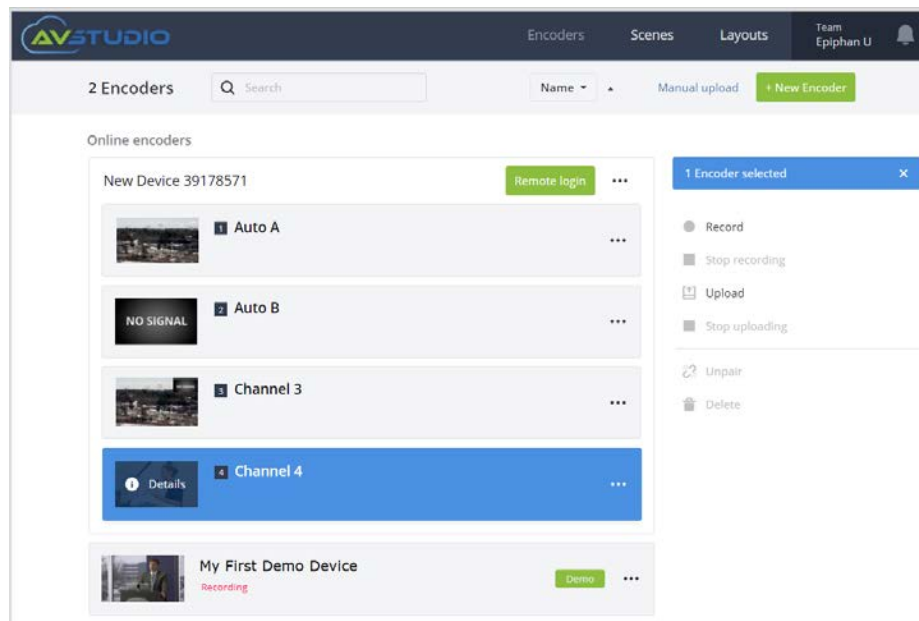 AVSTUDIO
Encoders
Scenes
Layouts
Team
Epiphan U
2 Encoders
Search
Name
Manual upload
+ New Encoder
Online encoders
New Device 39178571
Remote login
1 Auto A
NO SIGNAL
2 Auto B
3 Channel 3
Details
4 Channel 4
My First Demo Device
Recording
Demo
1 Encoder selected
Record
Stop recording
Upload
Stop uploading
Unpair
Delete